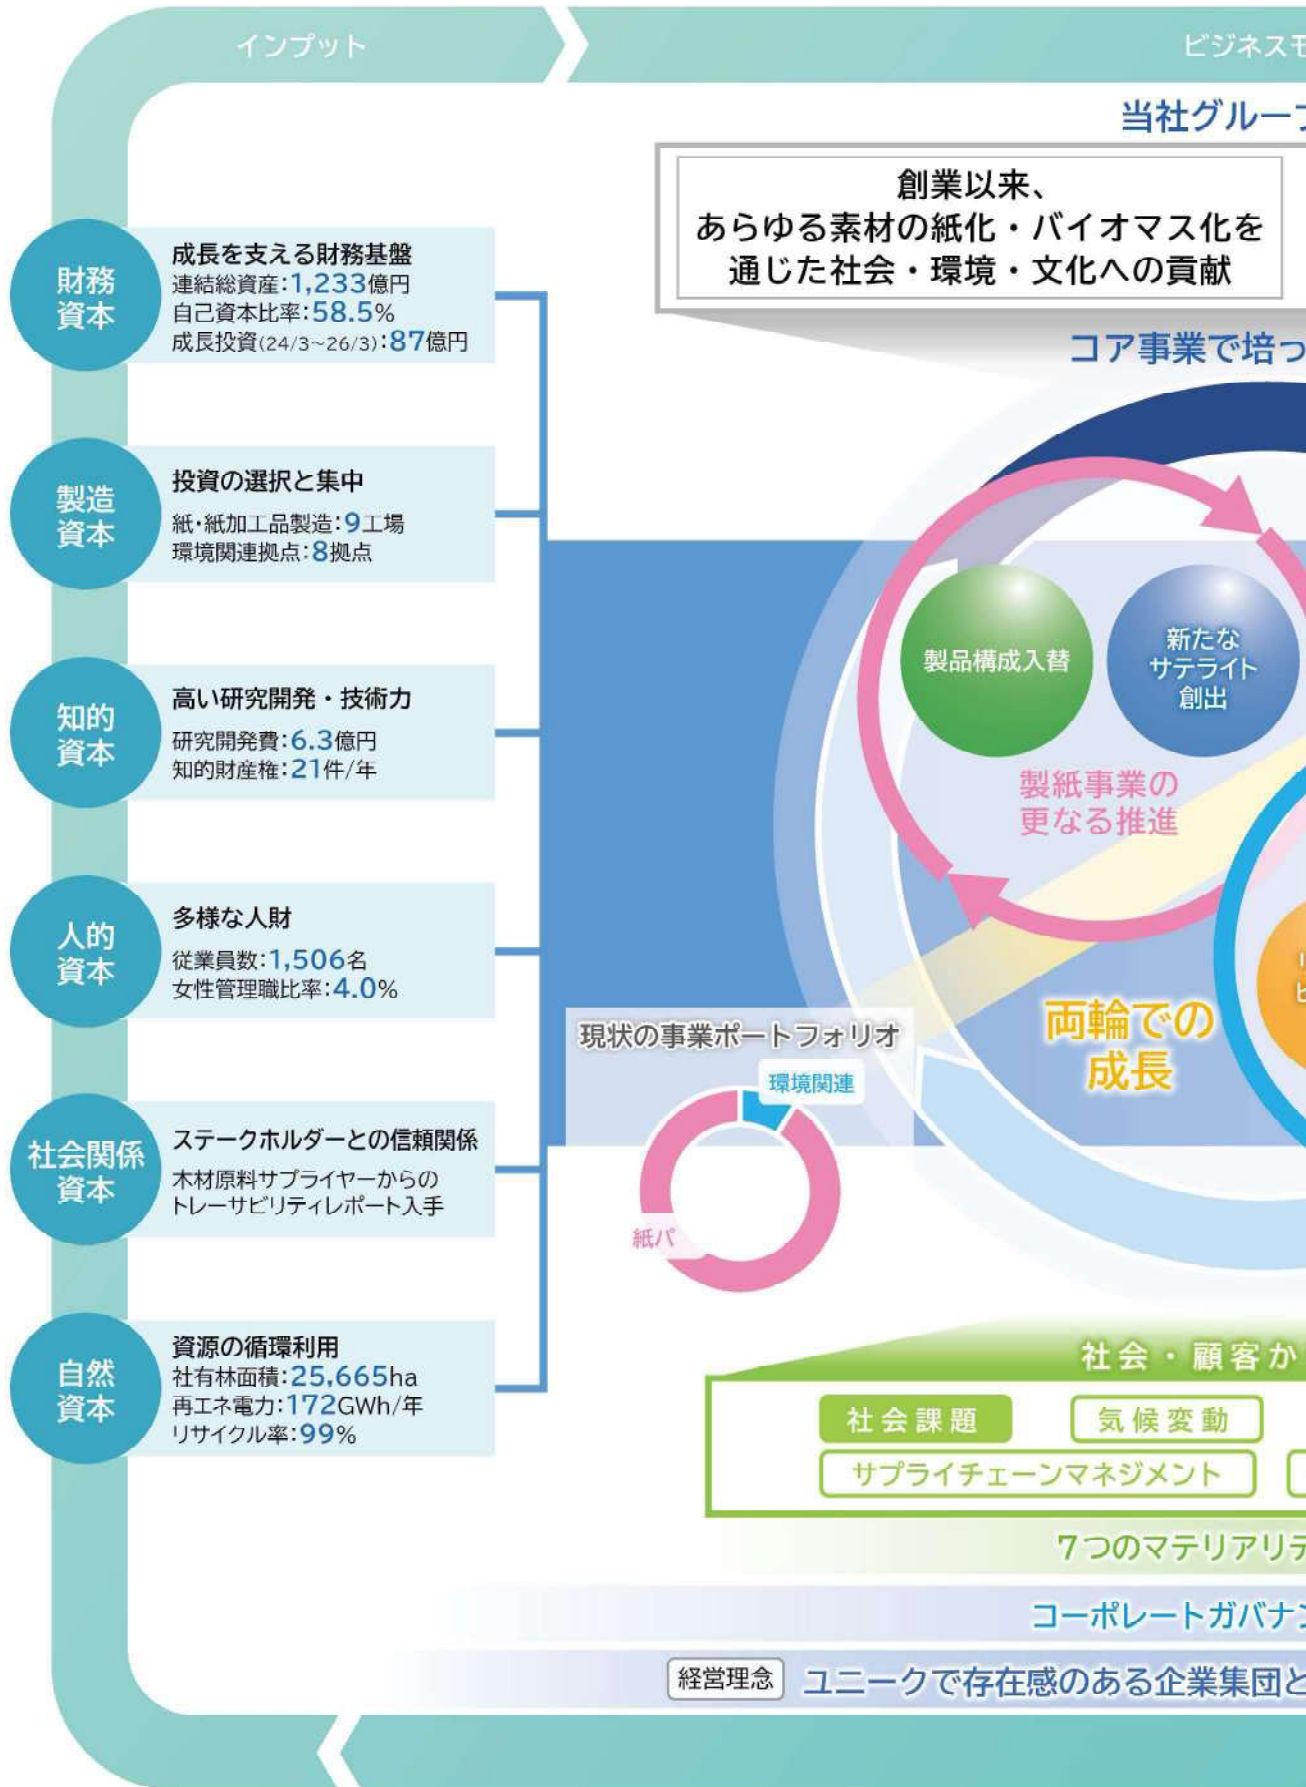 インプット
ビジネスモ
当社グルー
創業以来、
あらゆる素材の紙化・バイオマス化を
通じた社会・環境・文化への貢献
コア事業で培っ
財務
資本
成長を支える財務基盤
連結総資産:1,233億円
自己資本比率:58.5%
成長投資(24/3~26/3):87億円
製造
資本
投資の選択と集中
紙・紙加工品製造:9工場
環境関連拠点:8拠点
知的
資本
高い研究開発・技術力
研究開発費:6.3億円
知的財産権:21件/年
人的
資本
多様な人財
従業員数:1,506名
女性管理職比率:4.0%
社会関係
資本
ステークホルダーとの信頼関係
木材原料サプライヤーからの
トレーサビリティレポート入手
自然
資本
資源の循環利用
社有林面積:25,665ha
再エネ電力:172GWh/年
リサイクル率:99%
製品構成入替
新たな
サテライト
創出
製紙事業の
更なる推進
両輪での
成長
現状の事業ポートフォリオ
環境関連
紙パ
社会・顧客か
社会課題
気候変動
サプライチェーンマネジメント
7つのマテリアリテ
コーポレートガバナン
経営理念
ユニークで存在感のある企業集団と